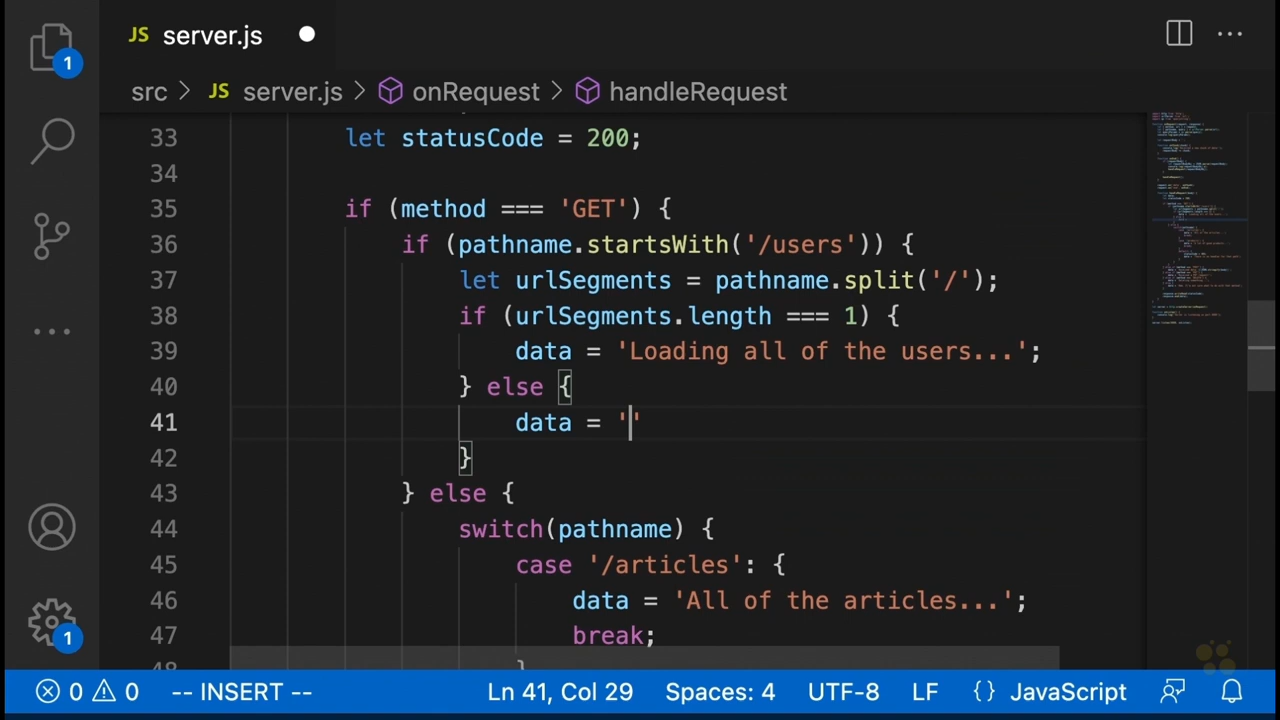 1
JS server.js
src > JS server.js > onRequest > handleRequest
33 let statusCode = 200;
34
35 if (method === 'GET') {
36 if (pathname.startsWith('/users')) {
37 let urlSegments = pathname.split('/');
38 if (urlSegments.length === 1) {
39 data = 'Loading all of the users...';
40 } else {
41 data = ''
42 }
43 } else {
44 switch(pathname) {
45 case '/articles': {
46 data = 'All of the articles...';
47 break;
48 }
1
0 0 -- INSERT -- Ln 41, Col 29 Spaces: 4 UTF-8 LF {} JavaScript